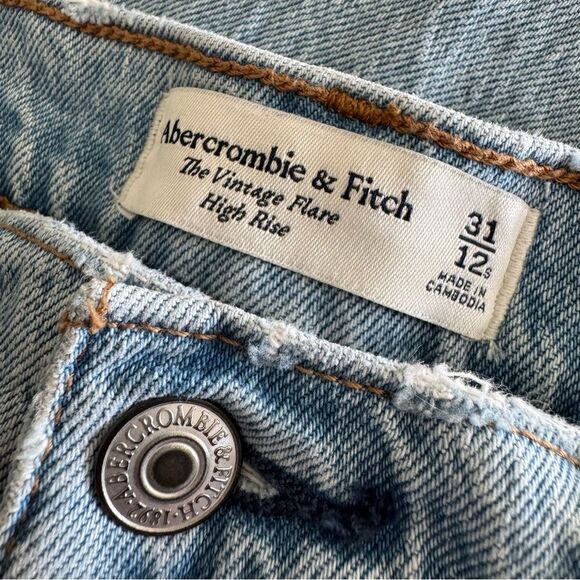 Abercrombie & Fitch
The Vintage Flare
High Rise
31
12s
MADE IN
CAMBODIA
ABERCROMBIE & FITCH · 1892 ·